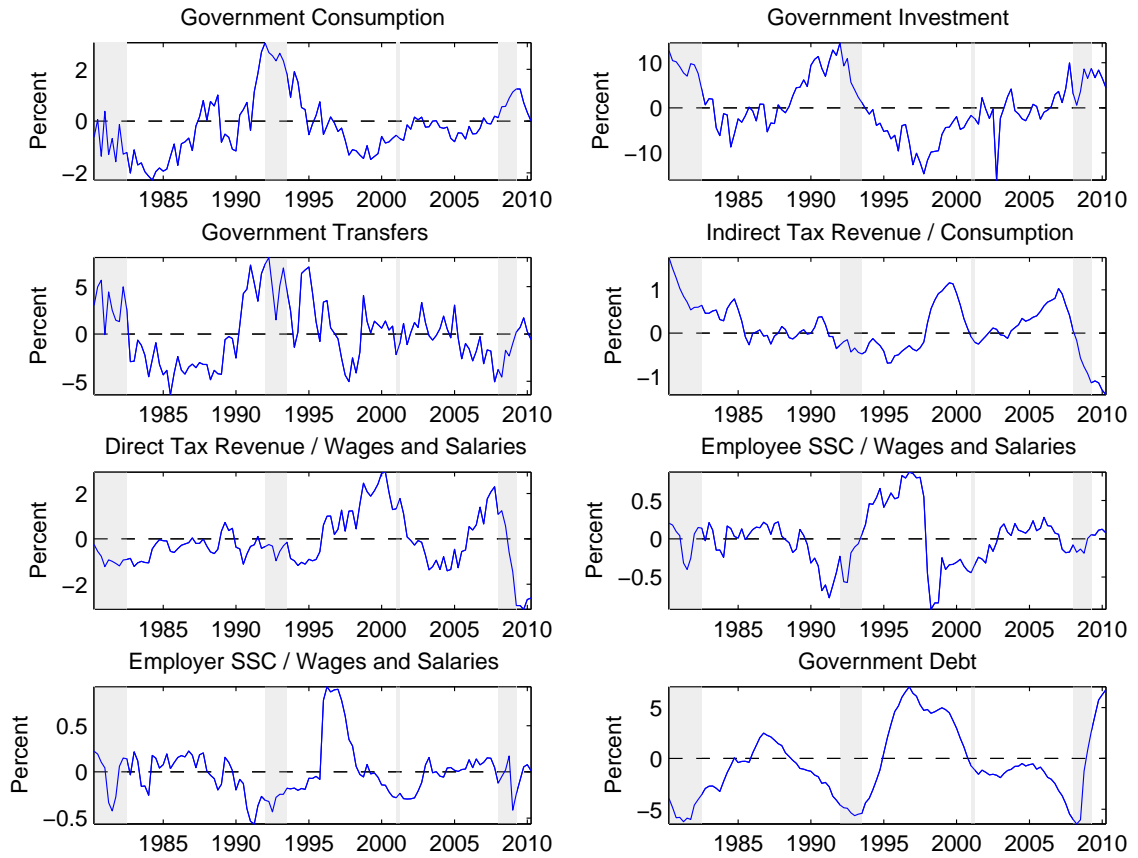 Government Consumption
Percent
2
0
−2
1985 1990 1995 2000 2005 2010
Government Investment
Percent
10
0
−10
1985 1990 1995 2000 2005 2010
Government Transfers
Percent
5
0
−5
1985 1990 1995 2000 2005 2010
Indirect Tax Revenue / Consumption
Percent
1
0
−1
1985 1990 1995 2000 2005 2010
Direct Tax Revenue / Wages and Salaries
Percent
2
0
−2
1985 1990 1995 2000 2005 2010
Employee SSC / Wages and Salaries
Percent
0.5
0
−0.5
1985 1990 1995 2000 2005 2010
Employer SSC / Wages and Salaries
Percent
0.5
0
−0.5
1985 1990 1995 2000 2005 2010
Government Debt
Percent
5
0
−5
1985 1990 1995 2000 2005 2010